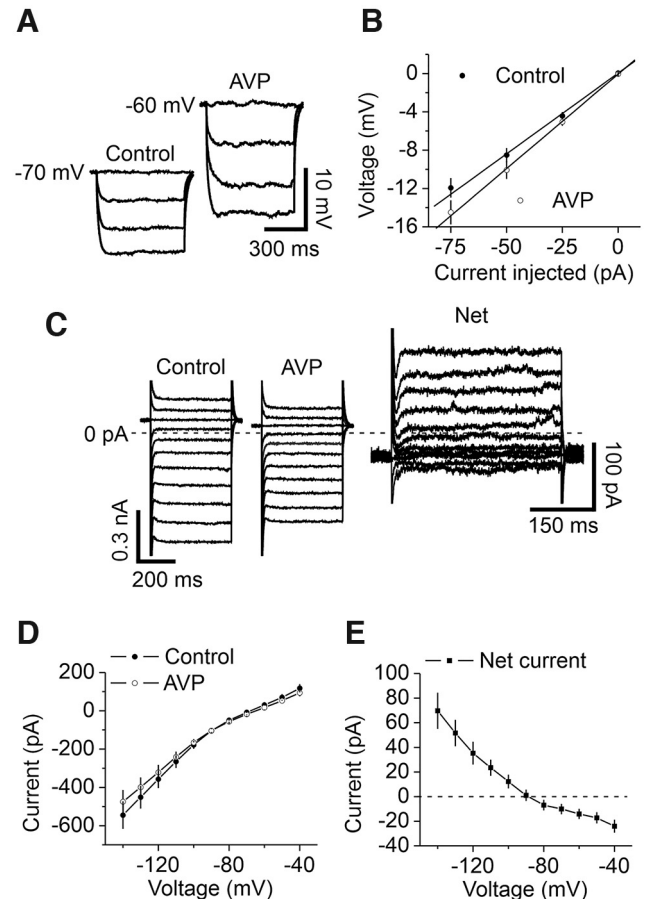 A
AVP
-60 mV
Control
-70 mV
10 mV
300 ms
B
0
-4
-8
-12
-16
Voltage (mV)
Control
AVP
-75 -50 -25 0
Current injected (pA)
C
Control
AVP
Net
0 pA
0.3 nA
200 ms
100 pA
150 ms
D
Control
AVP
200
0
-200
-400
-600
Current (pA)
-120 -80 -40
Voltage (mV)
E
Net current
100
80
60
40
20
0
-20
-40
Current (pA)
-120 -80 -40
Voltage (mV)